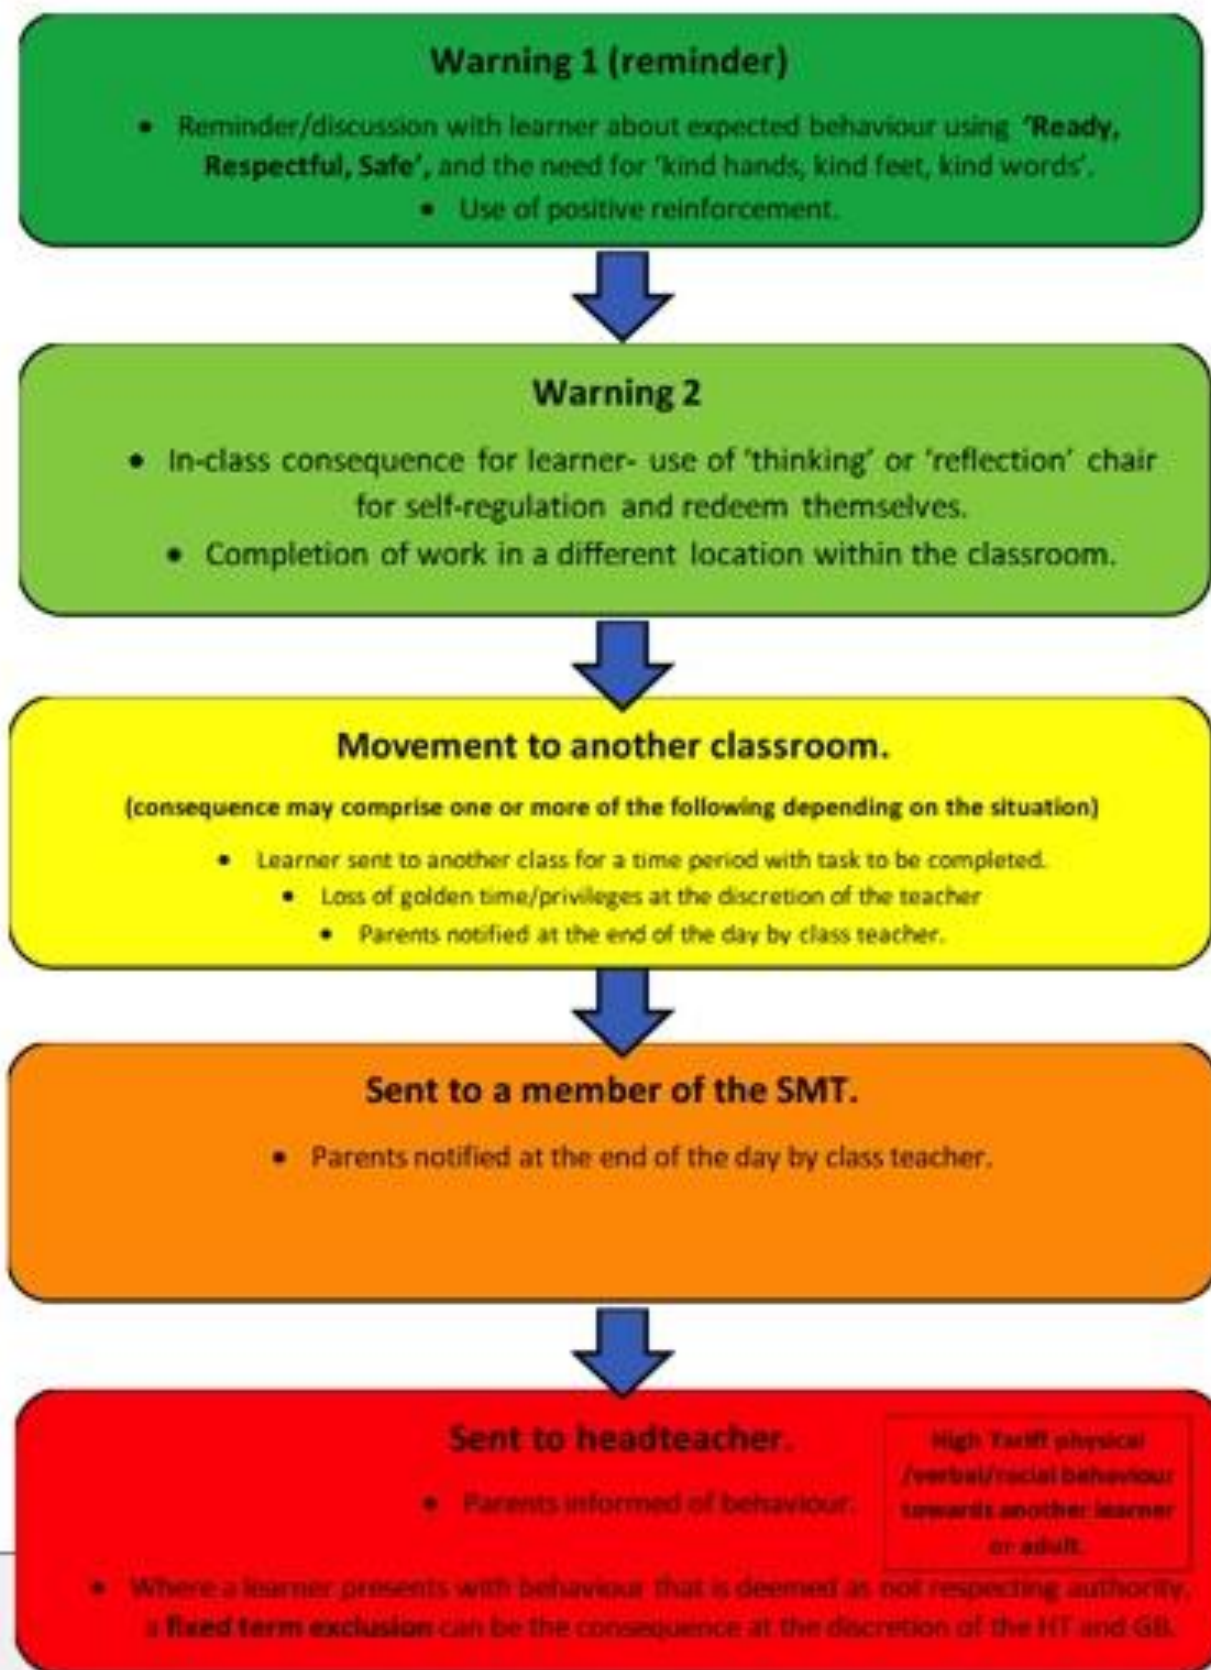 Warning 1 (reminder)
• Reminder/discussion with learner about expected behaviour using 'Ready,
Respectful, Safe', and the need for 'kind hands, kind feet, kind words'.
• Use of positive reinforcement.
Warning 2
• In-class consequence for learner- use of 'thinking' or 'reflection' chair
for self-regulation and redeem themselves.
• Completion of work in a different location within the classroom.
Movement to another classroom.
(consequence may comprise one or more of the following depending on the situation)
• Learner sent to another class for a time period with task to be completed.
• Loss of golden time/privileges at the discretion of the teacher
• Parents notified at the end of the day by class teacher.
Sent to a member of the SMT.
• Parents notified at the end of the day by class teacher.
Sent to headteacher.
• Parents informed of behaviour.
High Tariff physical
/verbal/racial behaviour
towards another learner
or adult.
• Where a learner presents with behaviour that is deemed as not respecting authority,
a fixed term exclusion can be the consequence at the discretion of the HT and GB.